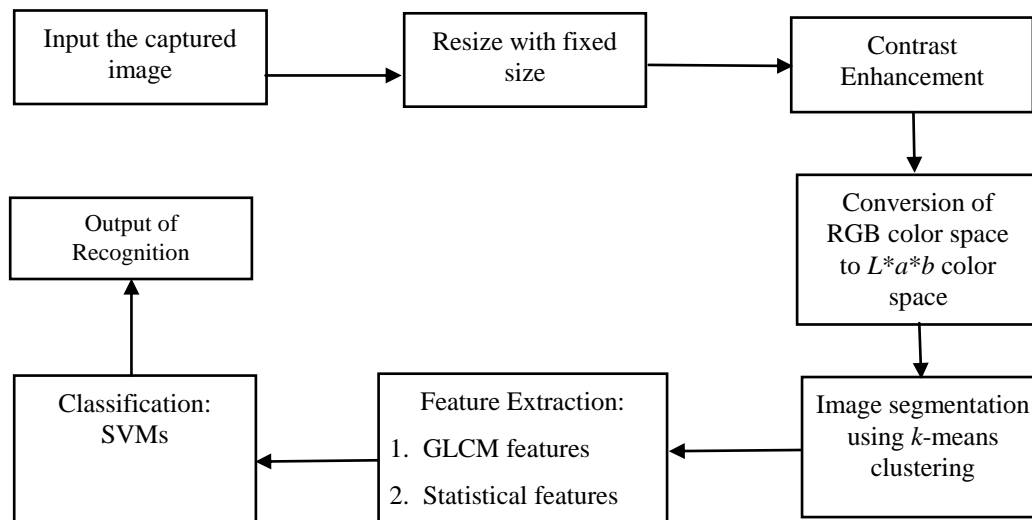 Input the captured
image
Resize with fixed
size
Contrast
Enhancement
Conversion of
RGB color space
to L*a*b color
space
Image segmentation
using k-means
clustering
Feature Extraction:
1. GLCM features
2. Statistical features
Classification:
SVMs
Output of
Recognition